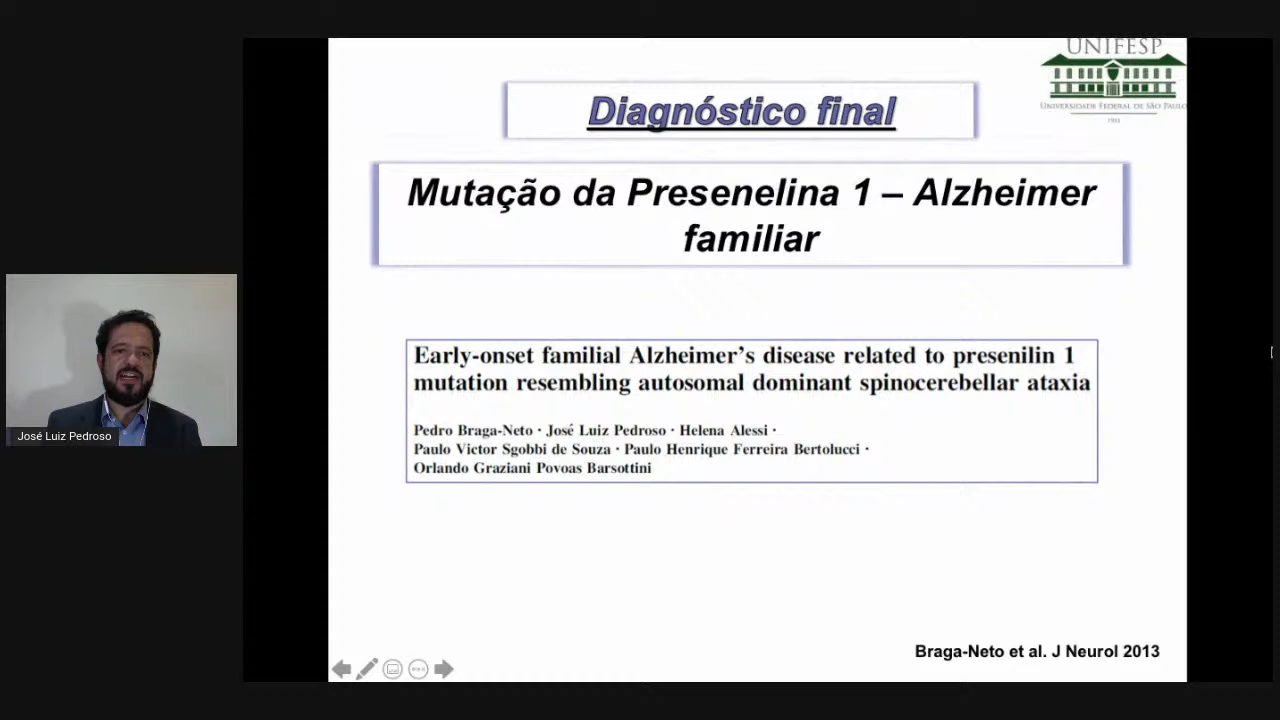 UNIFESP
UNIVERSIDADE FEDERAL DE SÃO PAULO
1933
Diagnóstico final
Mutação da Presenelina 1 – Alzheimer
familiar
José Luiz Pedroso
Early-onset familial Alzheimer's disease related to presenilin 1
mutation resembling autosomal dominant spinocerebellar ataxia
Pedro Braga-Neto · José Luiz Pedroso · Helena Alessi ·
Paulo Victor Sgobbi de Souza · Paulo Henrique Ferreira Bertolucci ·
Orlando Graziani Povoas Barsottini
Braga-Neto et al. J Neurol 2013